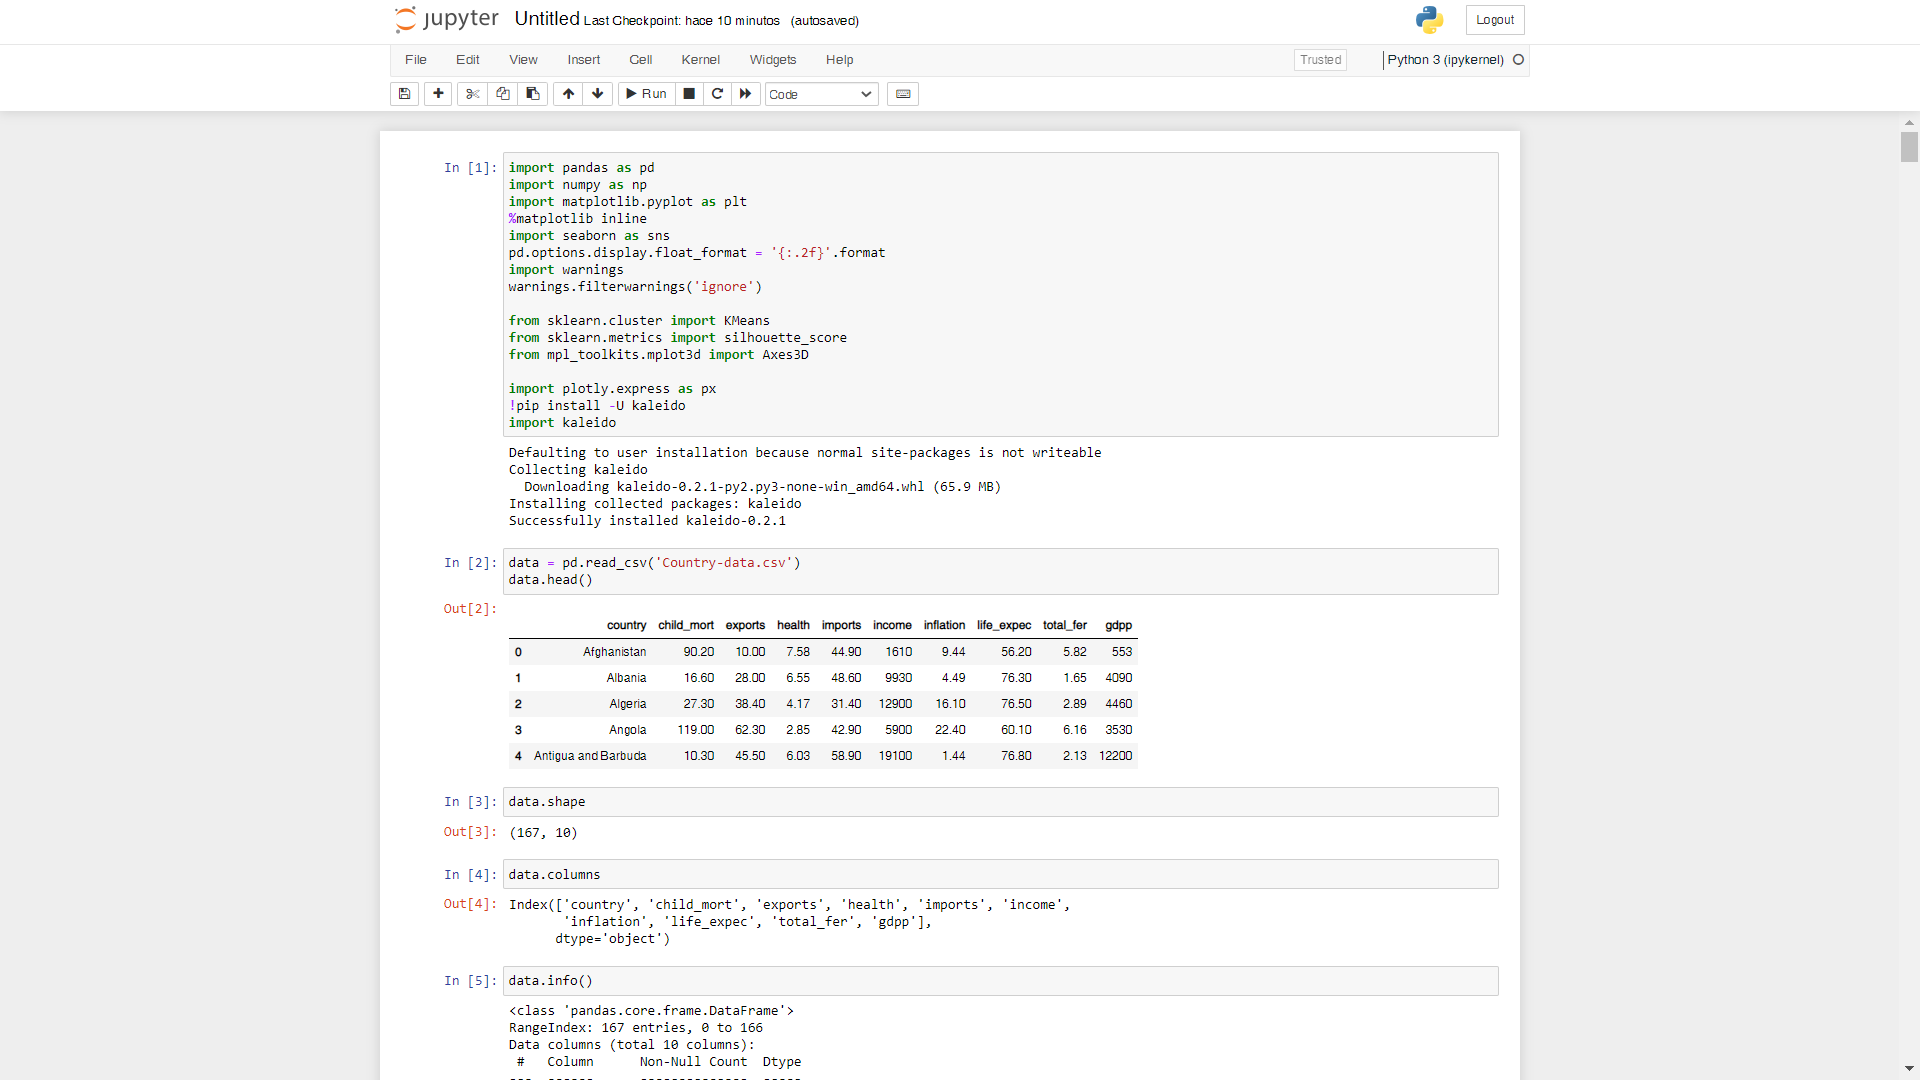 jupyter Untitled Last Checkpoint: hace 10 minutos (autosaved) Logout
File Edit View Insert Cell Kernel Widgets Help Trusted Python 3 (ipykernel)
Run Code
In [1]: import pandas as pd
import numpy as np
import matplotlib.pyplot as plt
%matplotlib inline
import seaborn as sns
pd.options.display.float_format = '{:.2f}'.format
import warnings
warnings.filterwarnings('ignore')
from sklearn.cluster import KMeans
from sklearn.metrics import silhouette_score
from mpl_toolkits.mplot3d import Axes3D
import plotly.express as px
!pip install -U kaleido
import kaleido
Defaulting to user installation because normal site-packages is not writeable
Collecting kaleido
Downloading kaleido-0.2.1-py2.py3-none-win_amd64.whl (65.9 MB)
Installing collected packages: kaleido
Successfully installed kaleido-0.2.1
In [2]: data = pd.read_csv('Country-data.csv')
data.head()
Out[2]:
country child_mort exports health imports income inflation life_expec total_fer gdpp
0 Afghanistan 90.20 10.00 7.58 44.90 1610 9.44 56.20 5.82 553
1 Albania 16.60 28.00 6.55 48.60 9930 4.49 76.30 1.65 4090
2 Algeria 27.30 38.40 4.17 31.40 12900 16.10 76.50 2.89 4460
3 Angola 119.00 62.30 2.85 42.90 5900 22.40 60.10 6.16 3530
4 Antigua and Barbuda 10.30 45.50 6.03 58.90 19100 1.44 76.80 2.13 12200
In [3]: data.shape
Out[3]: (167, 10)
In [4]: data.columns
Out[4]: Index(['country', 'child_mort', 'exports', 'health', 'imports', 'income',
'inflation', 'life_expec', 'total_fer', 'gdpp'],
dtype='object')
In [5]: data.info()
<class 'pandas.core.frame.DataFrame'>
RangeIndex: 167 entries, 0 to 166
Data columns (total 10 columns):
# Column Non-Null Count Dtype
--- ------ -------------- -----